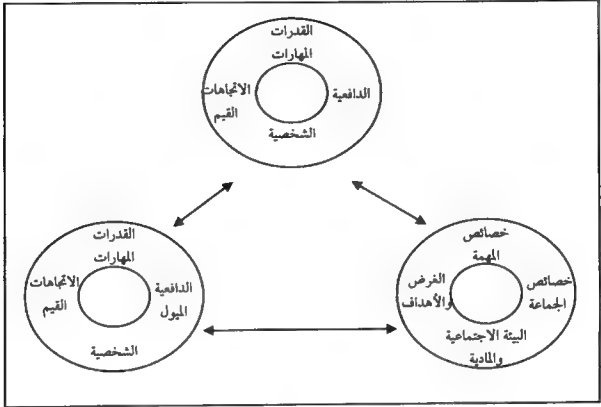 القدرات
المهارات
الدافعية
الاتجاهات
القيم
الشخصية
خصائص
المهمة
خصائص
الجماعة
الغرض
والأهداف
البيئة الاجتماعية
والمادية
القدرات
المهارات
الدافعية
الميول
الاتجاهات
القيم
الشخصية